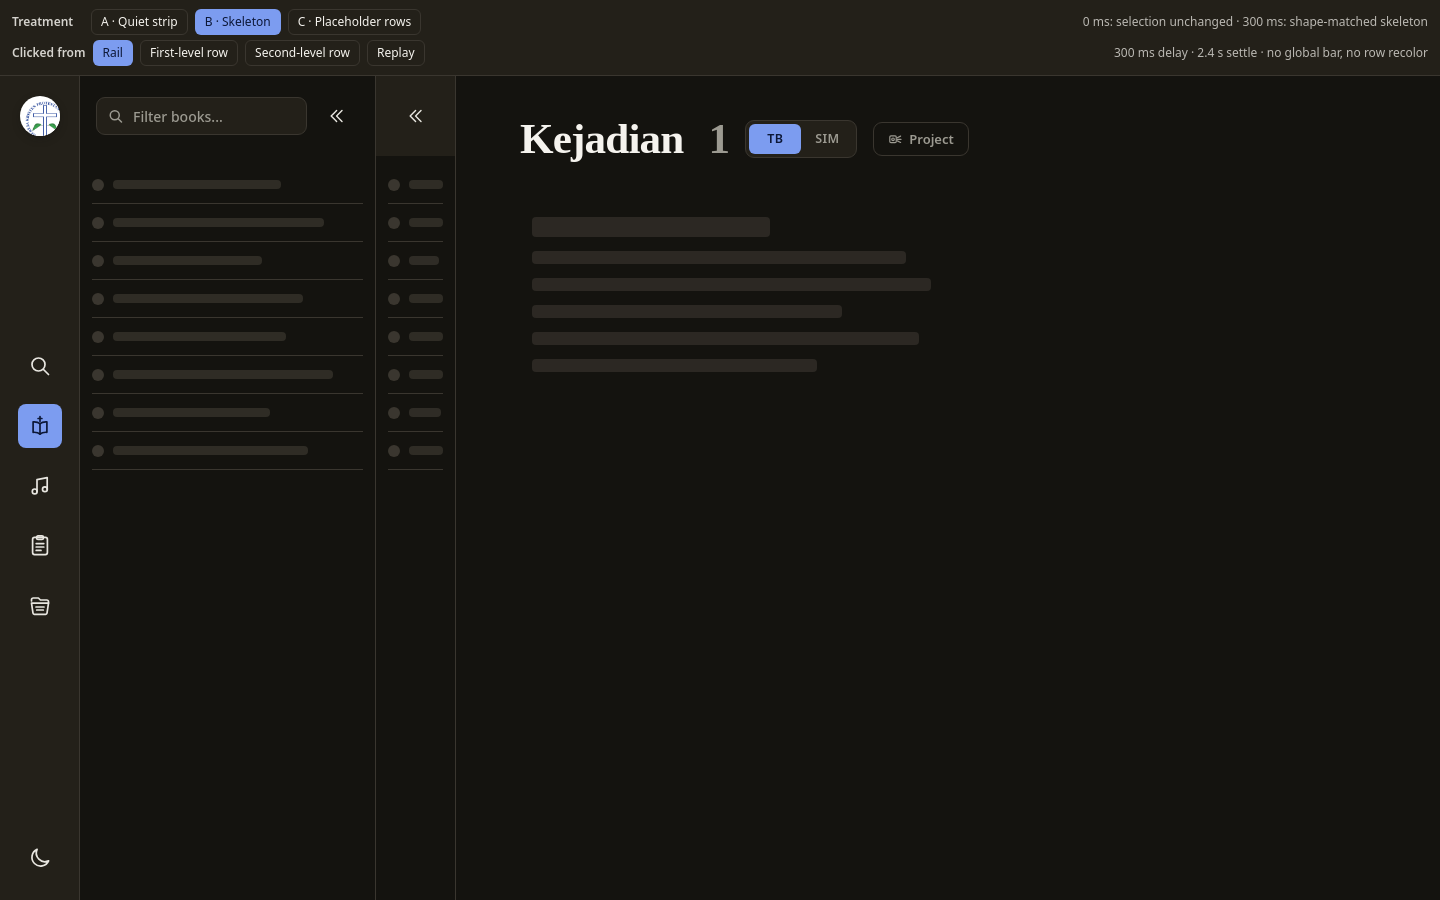 Treatment A · Quiet strip B · Skeleton C · Placeholder rows 0 ms: selection unchanged · 300 ms: shape-matched skeleton
Clicked from Rail First-level row Second-level row Replay 300 ms delay · 2.4 s settle · no global bar, no row recolor
Filter books...
Kejadian 1 TB SIM Project